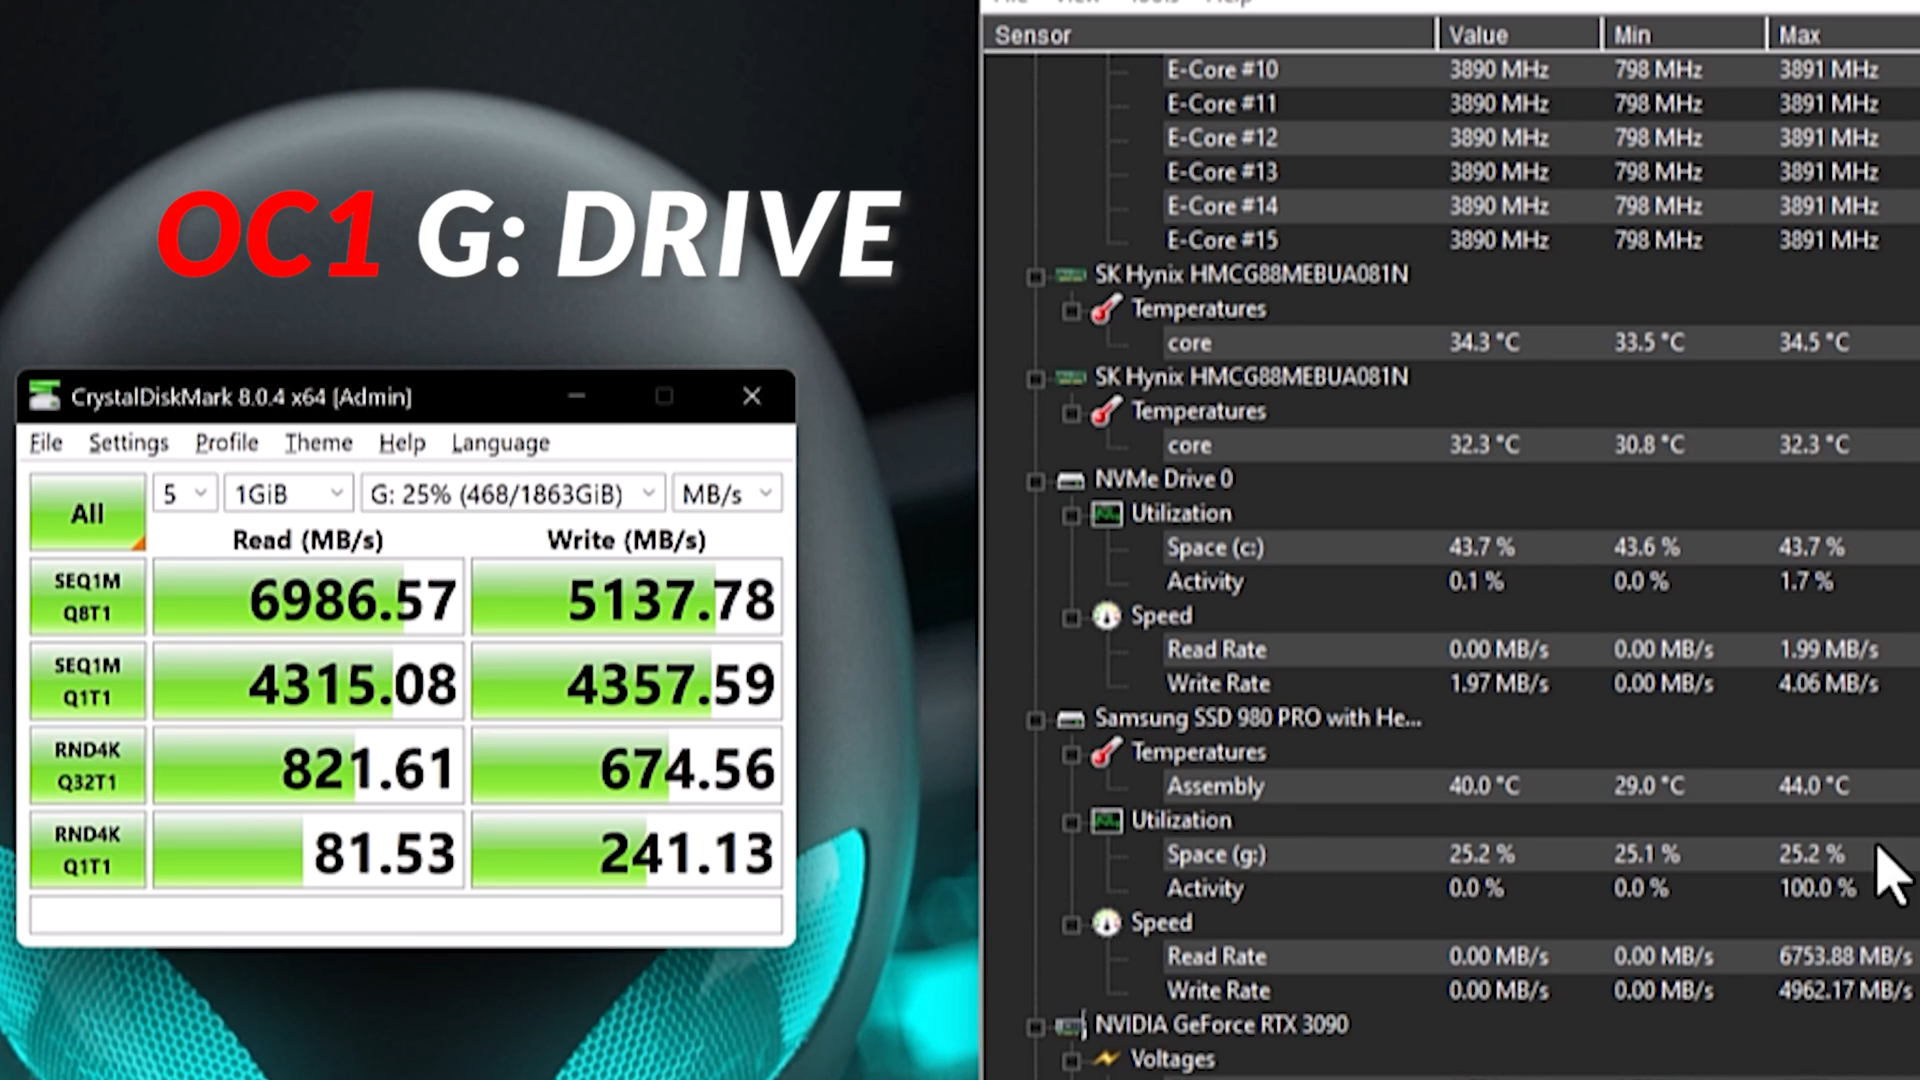 OC1 G: DRIVE
CrystalDiskMark 8.0.4 x64 [Admin]
File Settings Profile Theme Help Language
All 5 1GiB G: 25% (468/1863GiB) MB/s
Read (MB/s) Write (MB/s)
SEQ1M Q8T1 6986.57 5137.78
SEQ1M Q1T1 4315.08 4357.59
RND4K Q32T1 821.61 674.56
RND4K Q1T1 81.53 241.13
File View Tools Help
Sensor Value Min Max
E-Core #10 3890 MHz 798 MHz 3891 MHz
E-Core #11 3890 MHz 798 MHz 3891 MHz
E-Core #12 3890 MHz 798 MHz 3891 MHz
E-Core #13 3890 MHz 798 MHz 3891 MHz
E-Core #14 3890 MHz 798 MHz 3891 MHz
E-Core #15 3890 MHz 798 MHz 3891 MHz
SK Hynix HMCG88MEBUA081N
Temperatures
core 34.3 °C 33.5 °C 34.5 °C
SK Hynix HMCG88MEBUA081N
Temperatures
core 32.3 °C 30.8 °C 32.3 °C
NVMe Drive 0
Utilization
Space (c:) 43.7 % 43.6 % 43.7 %
Activity 0.1 % 0.0 % 1.7 %
Speed
Read Rate 0.00 MB/s 0.00 MB/s 1.99 MB/s
Write Rate 1.97 MB/s 0.00 MB/s 4.06 MB/s
Samsung SSD 980 PRO with He...
Temperatures
Assembly 40.0 °C 29.0 °C 44.0 °C
Utilization
Space (g:) 25.2 % 25.1 % 25.2 %
Activity 0.0 % 0.0 % 100.0 %
Speed
Read Rate 0.00 MB/s 0.00 MB/s 6753.88 MB/s
Write Rate 0.00 MB/s 0.00 MB/s 4962.17 MB/s
NVIDIA GeForce RTX 3090
Voltages